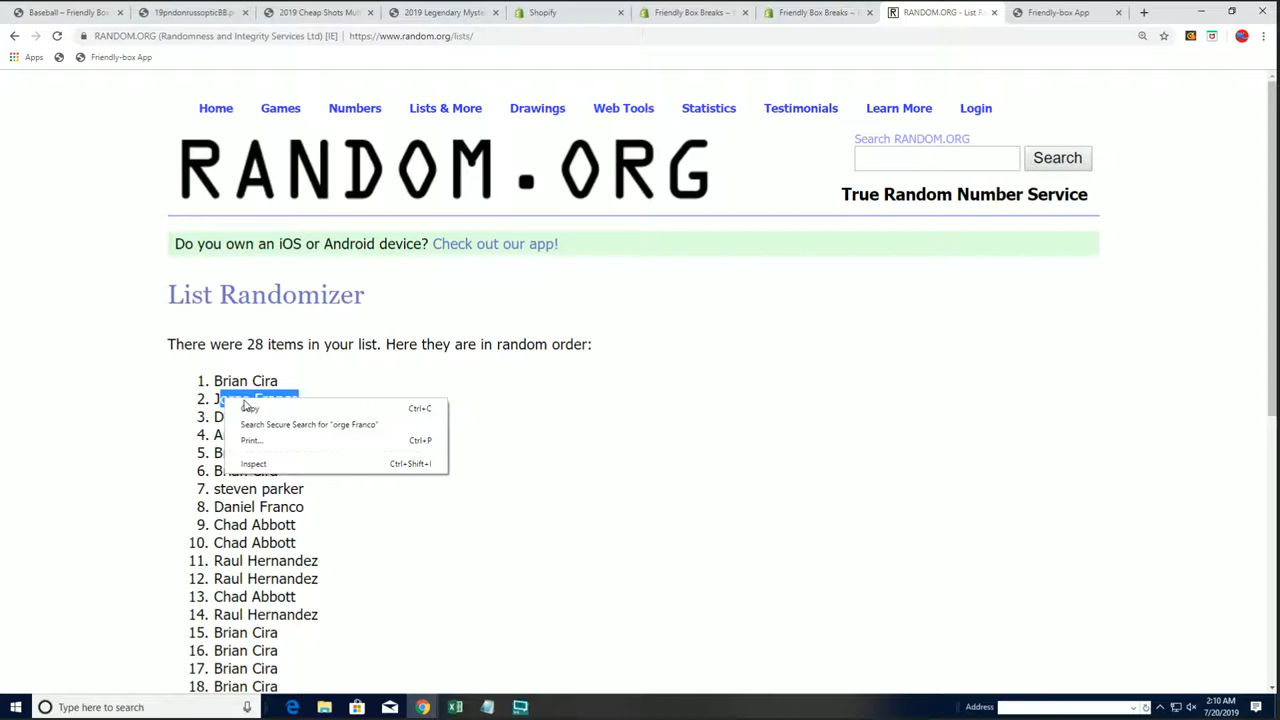 Baseball – Friendly Box
19pndonrussopticBB.p
2019 Cheap Shots Mult
2019 Legendary Myste
Shopify
Friendly Box Breaks ~
Friendly Box Breaks ~
RANDOM.ORG - List R
Friendly-box App
RANDOM.ORG (Randomness and Integrity Services Ltd) [IE] | https://www.random.org/lists/
Apps
Friendly-box App
Home Games Numbers Lists & More Drawings Web Tools Statistics Testimonials Learn More Login
RANDOM.ORG
Search RANDOM.ORG
Search
True Random Number Service
Do you own an iOS or Android device? Check out our app!
List Randomizer
There were 28 items in your list. Here they are in random order:
1. Brian Cira
2. Jorge Franco
3. D
4. A
5. B
6. Brian Cira
7. steven parker
8. Daniel Franco
9. Chad Abbott
10. Chad Abbott
11. Raul Hernandez
12. Raul Hernandez
13. Chad Abbott
14. Raul Hernandez
15. Brian Cira
16. Brian Cira
17. Brian Cira
18. Brian Cira
Copy Ctrl+C
Search Secure Search for "orge Franco"
Print... Ctrl+P
Inspect Ctrl+Shift+I
Type here to search
Address
2:10 AM
7/20/2019